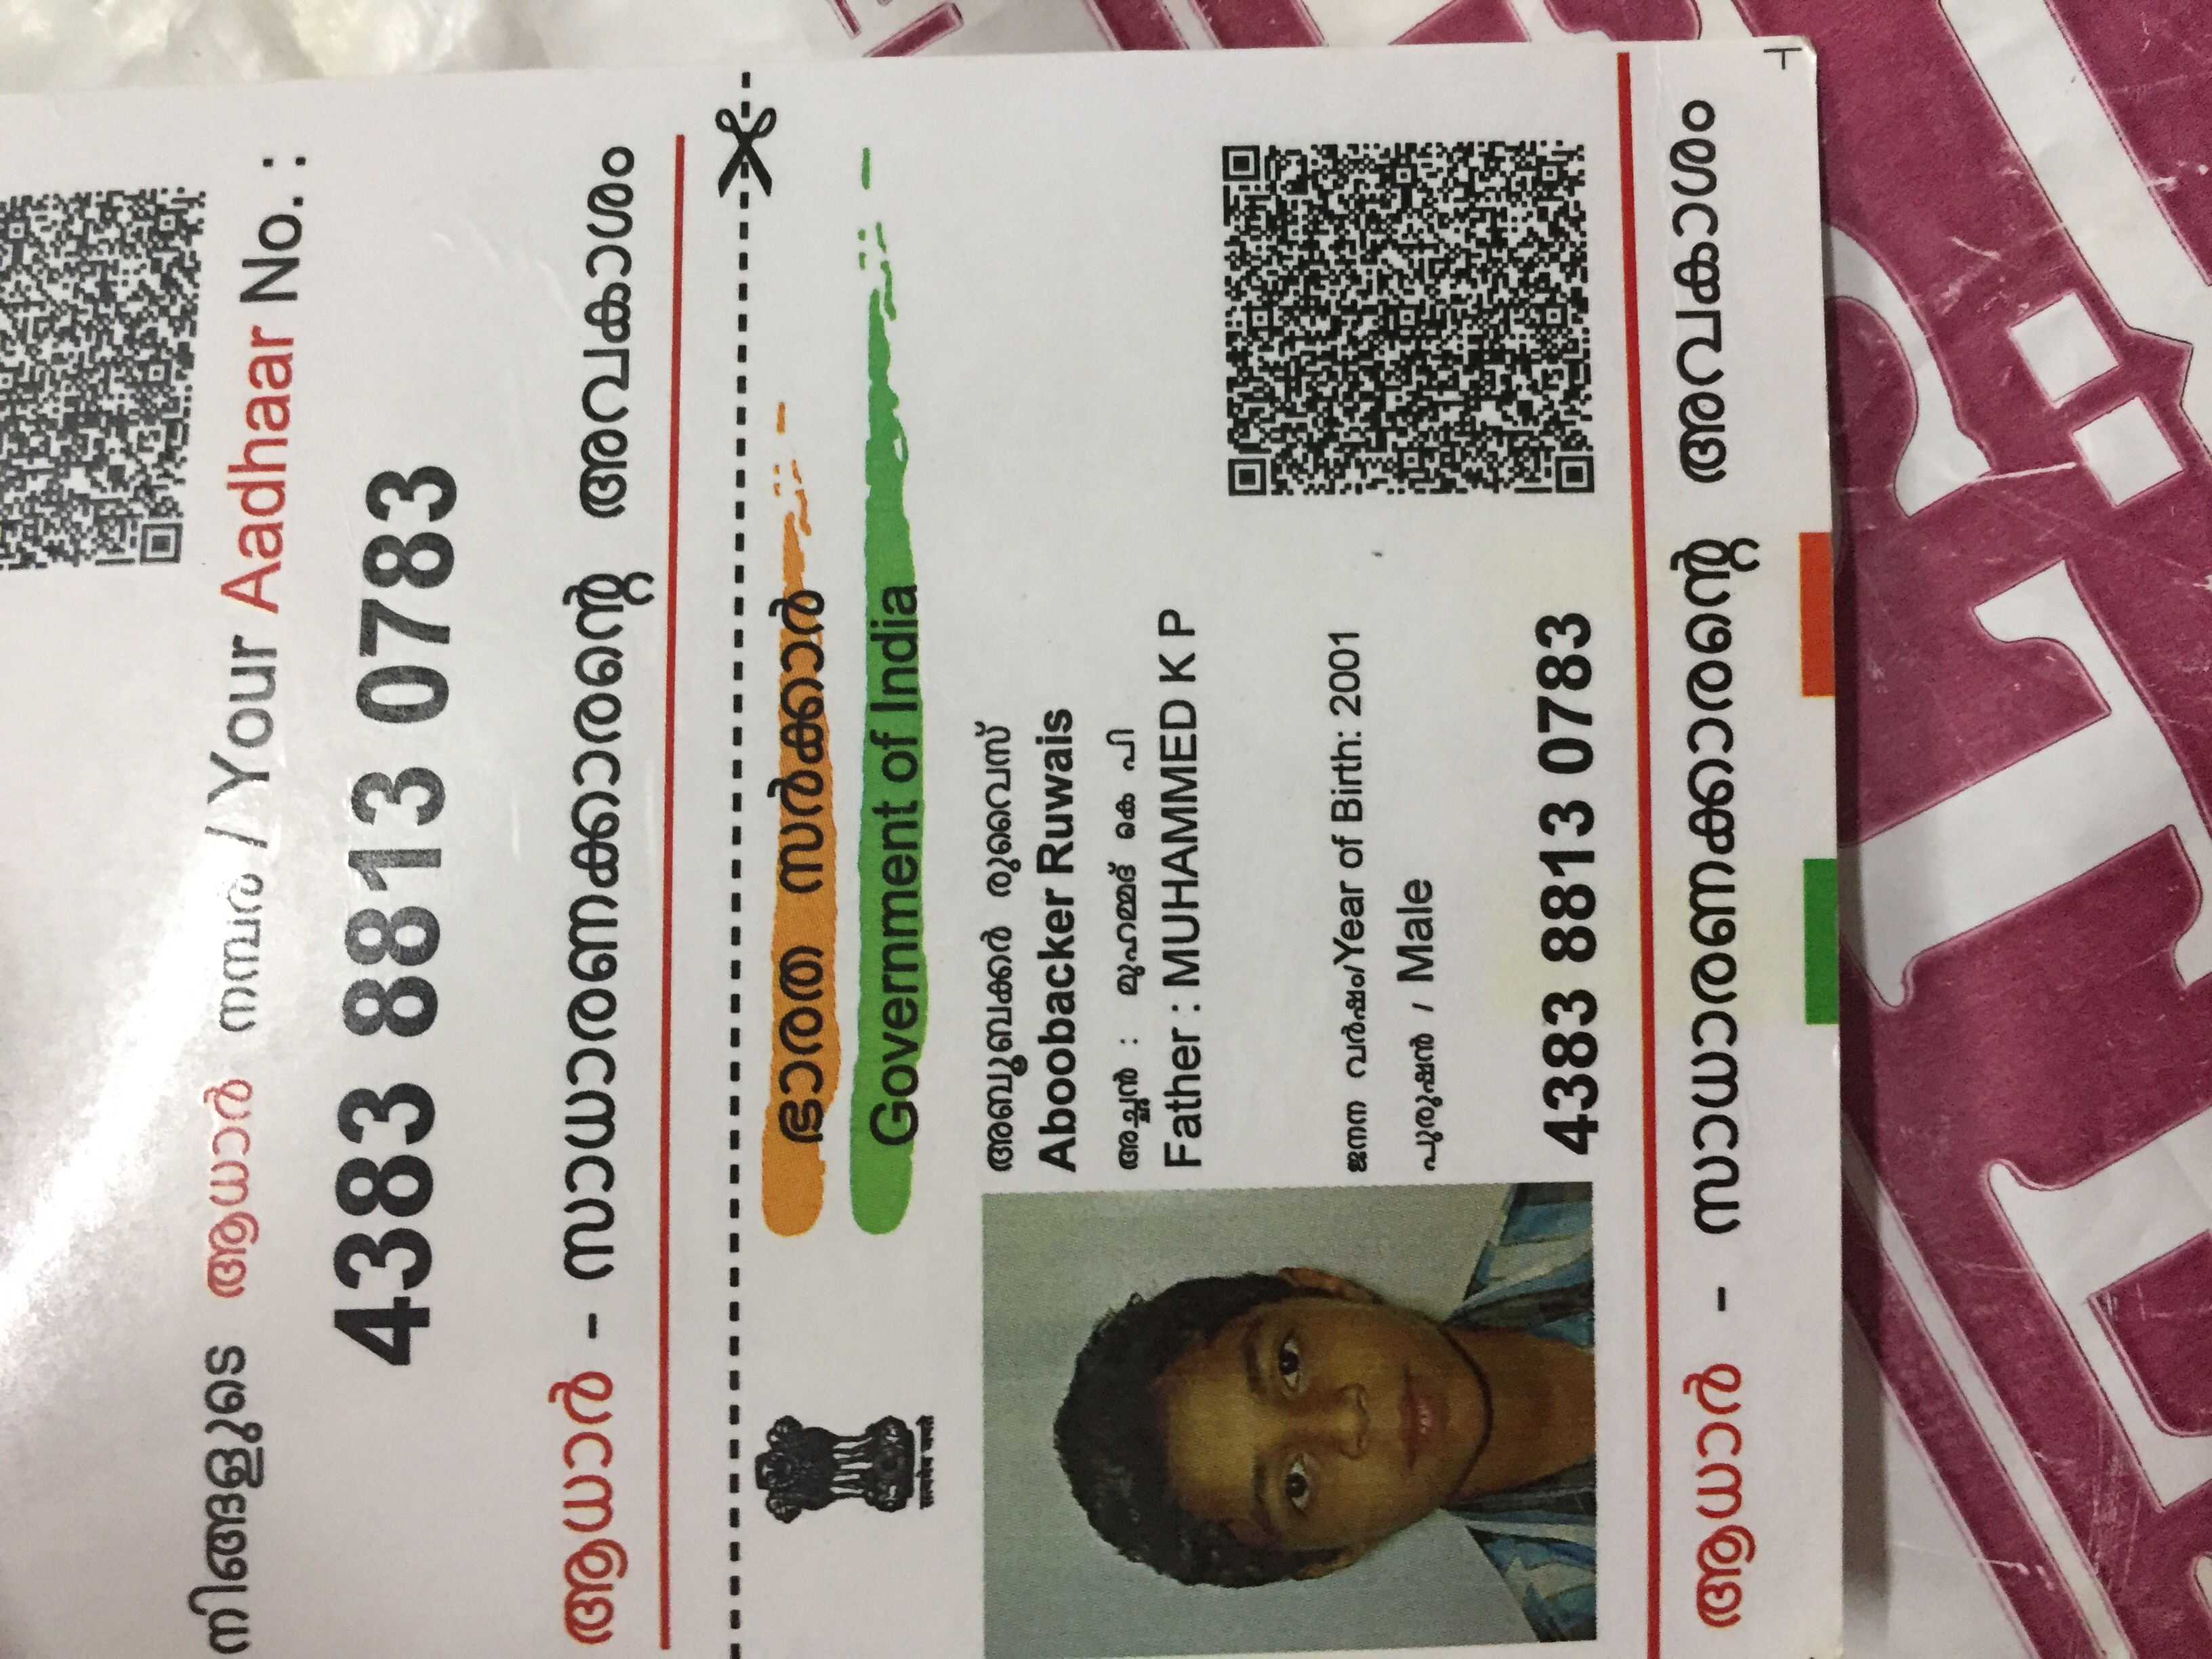 നിങ്ങളുടെ ആധാർ നമ്പര / Your Aadhaar No. :
4383 8813 0783
ആധാർ - സാധാരണക്കാരന്റെ അവകാശം
ഭാരത സർക്കാർ
Government of India
सत्यमेव जयते
അബൂബക്കർ രുവൈസ്
Aboobacker Ruwais
അച്ഛൻ : മുഹമ്മദ് കെ പി
Father : MUHAMMED K P
ജനന വർഷം/Year of Birth: 2001
പുരുഷൻ / Male
4383 8813 0783
ആധാർ - സാധാരണക്കാരന്റെ അവകാശം